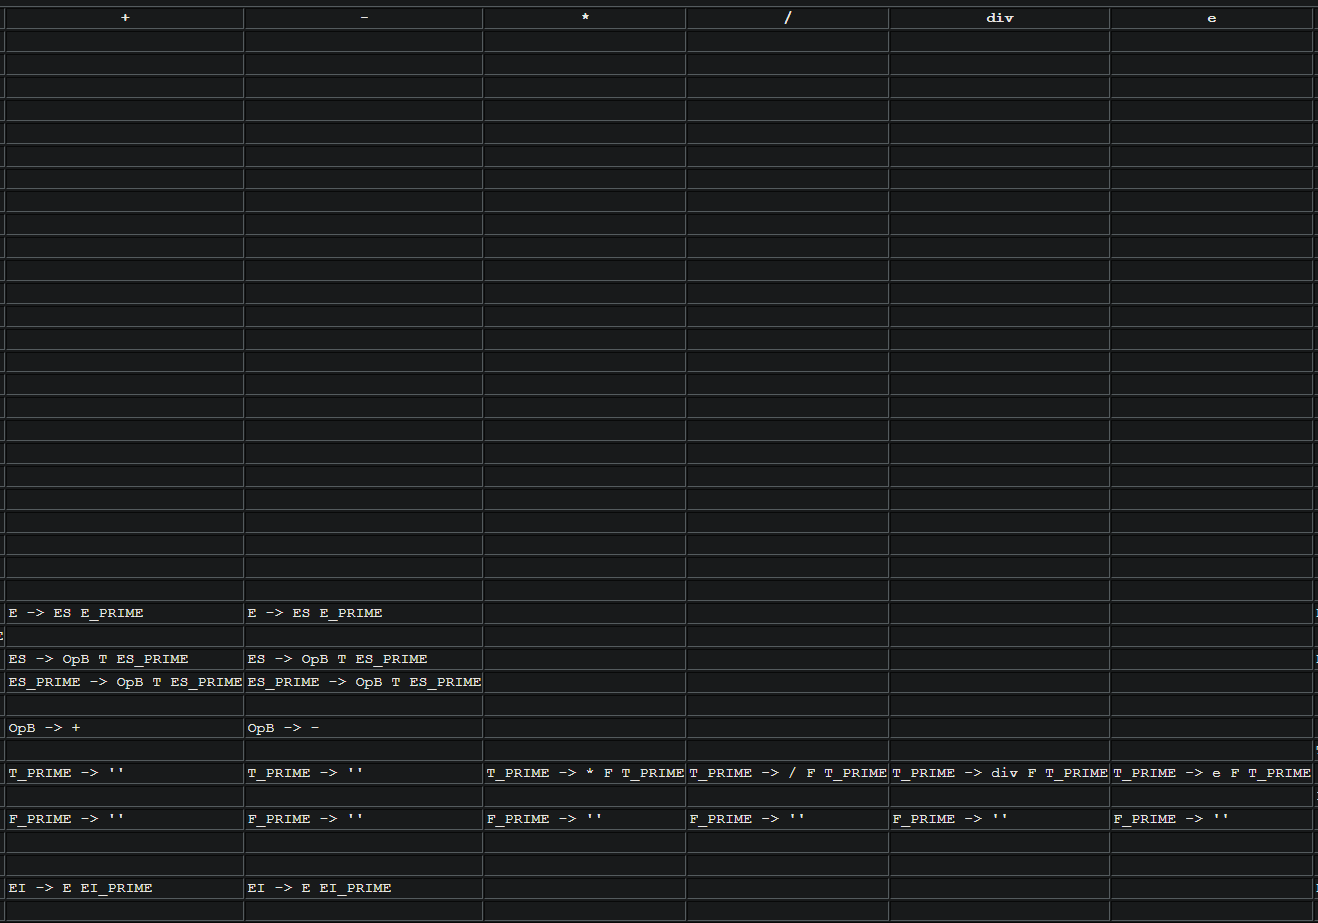 + - * / div e
E -> ES E_PRIME E -> ES E_PRIME
ES -> OpB T ES_PRIME ES -> OpB T ES_PRIME
ES_PRIME -> OpB T ES_PRIME ES_PRIME -> OpB T ES_PRIME
OpB -> + OpB -> -
T_PRIME -> '' T_PRIME -> '' T_PRIME -> * F T_PRIME T_PRIME -> / F T_PRIME T_PRIME -> div F T_PRIME T_PRIME -> e F T_PRIME
F_PRIME -> '' F_PRIME -> '' F_PRIME -> '' F_PRIME -> '' F_PRIME -> '' F_PRIME -> ''
EI -> E EI_PRIME EI -> E EI_PRIME